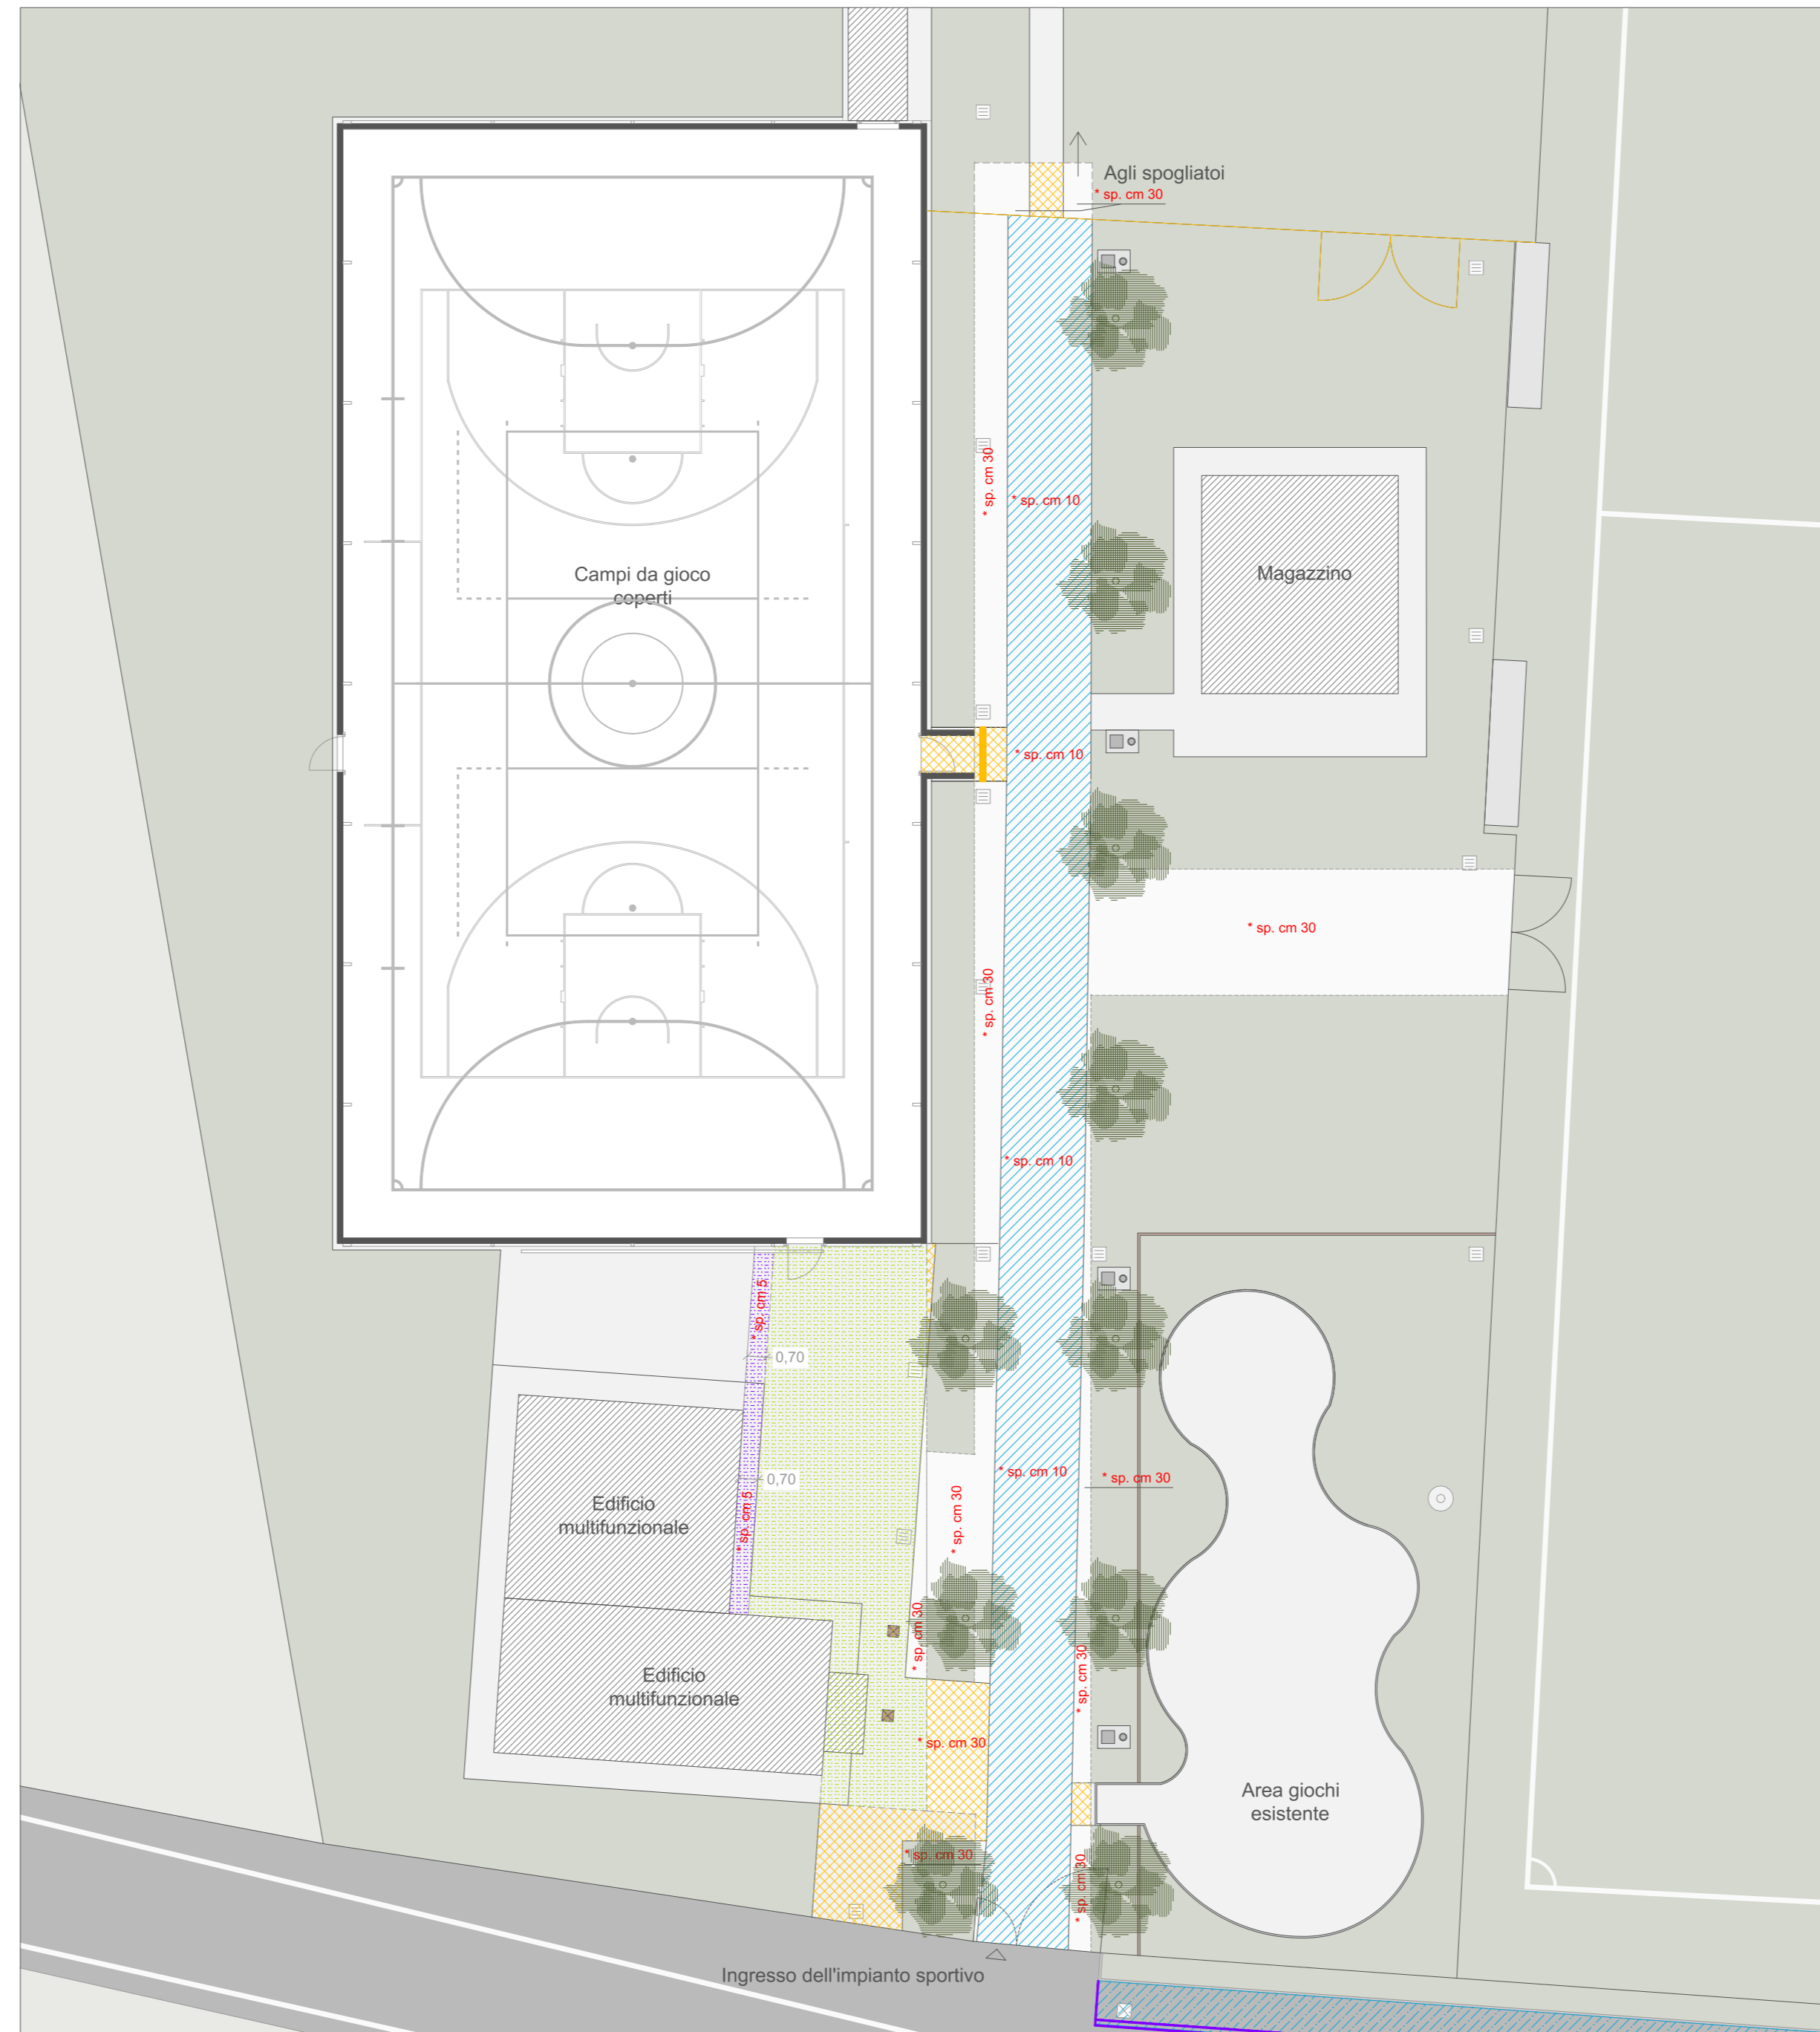 Agli spogliatoi
* sp. cm 30
* sp. cm 30
* sp. cm 10
Campi da gioco
coperti
Magazzino
* sp. cm 10
* sp. cm 30
* sp. cm 30
* sp. cm 10
* sp. cm 5
0,70
* sp. cm 10
* sp. cm 30
0,70
* sp. cm 5
* sp. cm 30
Edificio
multifunzionale
* sp. cm 30
Edificio
multifunzionale
* sp. cm 30
* sp. cm 30
Area giochi
esistente
* sp. cm 30
* sp. cm 30
Ingresso dell'impianto sportivo